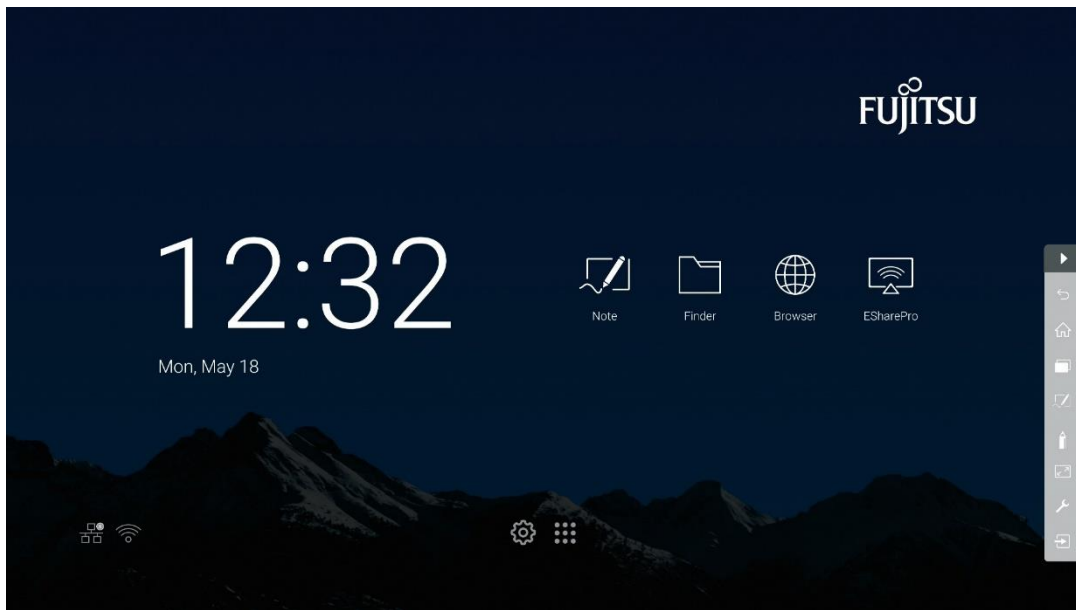 FUJITSU
12:32
Mon, May 18
Note
Finder
Browser
ESharePro